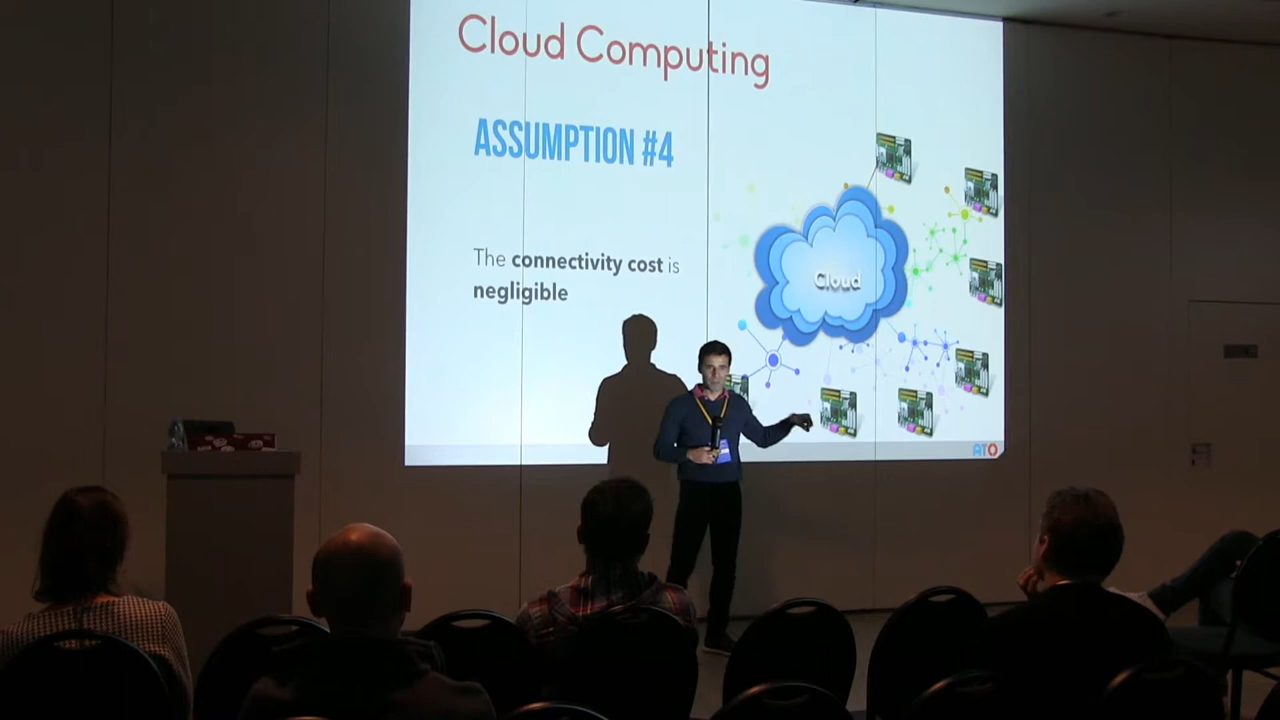 Cloud Computing
ASSUMPTION #4
The connectivity cost is
negligible
Cloud
ATO